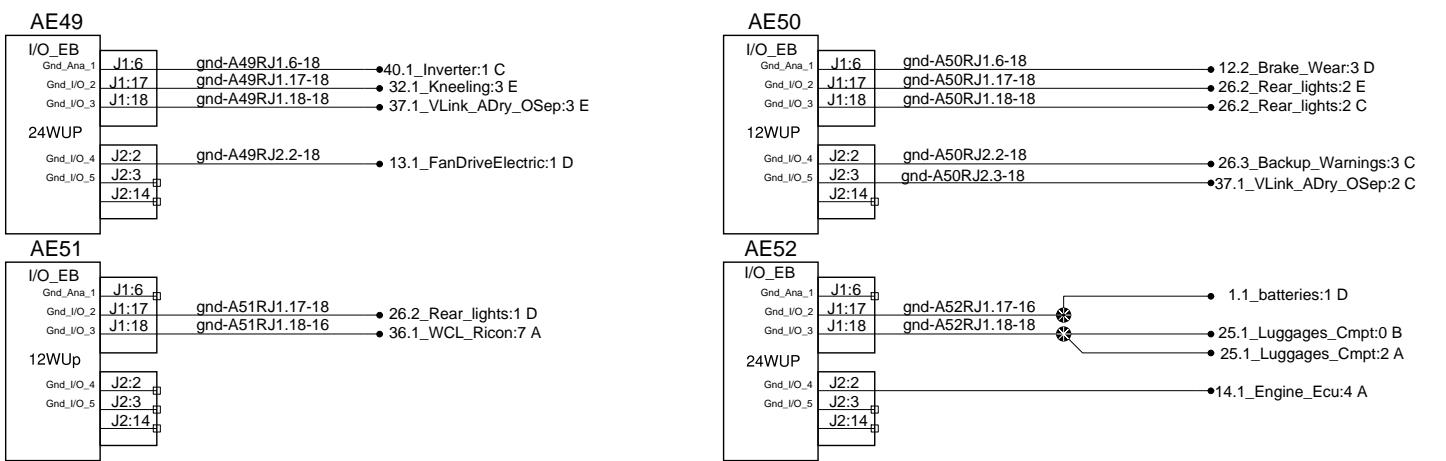 AE49
I/O_EB
Gnd_Ana_1 J1:6 gnd-A49RJ1.6-18 40.1_Inverter:1 C
Gnd_I/O_2 J1:17 gnd-A49RJ1.17-18 32.1_Kneeling:3 E
Gnd_I/O_3 J1:18 gnd-A49RJ1.18-18 37.1_VLink_ADry_OSep:3 E
24WUP
Gnd_I/O_4 J2:2 gnd-A49RJ2.2-18 13.1_FanDriveElectric:1 D
Gnd_I/O_5 J2:3
J2:14
AE50
I/O_EB
Gnd_Ana_1 J1:6 gnd-A50RJ1.6-18 12.2_Brake_Wear:3 D
Gnd_I/O_2 J1:17 gnd-A50RJ1.17-18 26.2_Rear_lights:2 E
Gnd_I/O_3 J1:18 gnd-A50RJ1.18-18 26.2_Rear_lights:2 C
12WUP
Gnd_I/O_4 J2:2 gnd-A50RJ2.2-18 26.3_Backup_Warnings:3 C
Gnd_I/O_5 J2:3 gnd-A50RJ2.3-18 37.1_VLink_ADry_OSep:2 C
J2:14
AE51
I/O_EB
Gnd_Ana_1 J1:6
Gnd_I/O_2 J1:17 gnd-A51RJ1.17-18 26.2_Rear_lights:1 D
Gnd_I/O_3 J1:18 gnd-A51RJ1.18-16 36.1_WCL_Ricon:7 A
12WUp
Gnd_I/O_4 J2:2
Gnd_I/O_5 J2:3
J2:14
AE52
I/O_EB
Gnd_Ana_1 J1:6 1.1_batteries:1 D
Gnd_I/O_2 J1:17 gnd-A52RJ1.17-16
Gnd_I/O_3 J1:18 gnd-A52RJ1.18-18 25.1_Luggages_Cmpt:0 B
25.1_Luggages_Cmpt:2 A
24WUP
Gnd_I/O_4 J2:2 14.1_Engine_Ecu:4 A
Gnd_I/O_5 J2:3
J2:14